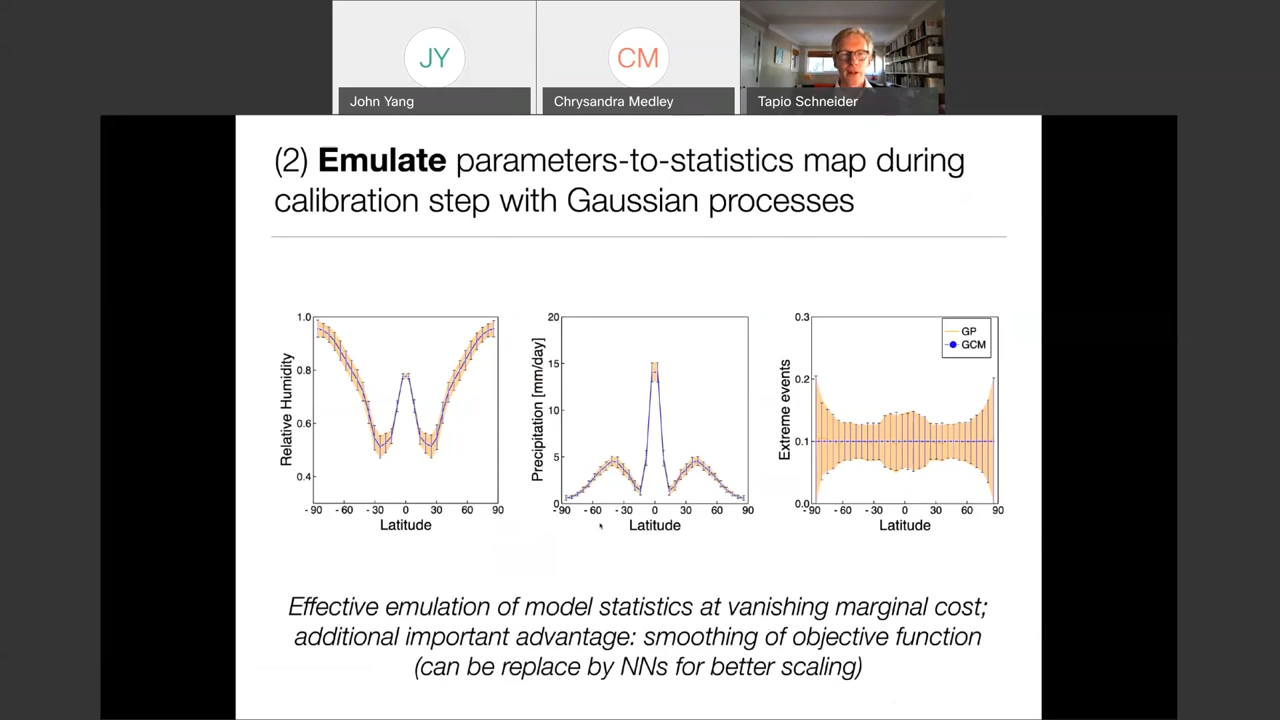 JY
CM
John Yang
Chrysandra Medley
Tapio Schneider
(2) Emulate parameters-to-statistics map during
calibration step with Gaussian processes
1.0
0.8
0.6
0.4
Relative Humidity
-90 -60 -30 0 30 60 90
Latitude
20
15
10
5
0
Precipitation [mm/day]
-90 -60 -30 0 30 60 90
Latitude
0.3
0.2
0.1
0.0
Extreme events
GP
GCM
-90 -60 -30 0 30 60 90
Latitude
Effective emulation of model statistics at vanishing marginal cost;
additional important advantage: smoothing of objective function
(can be replace by NNs for better scaling)